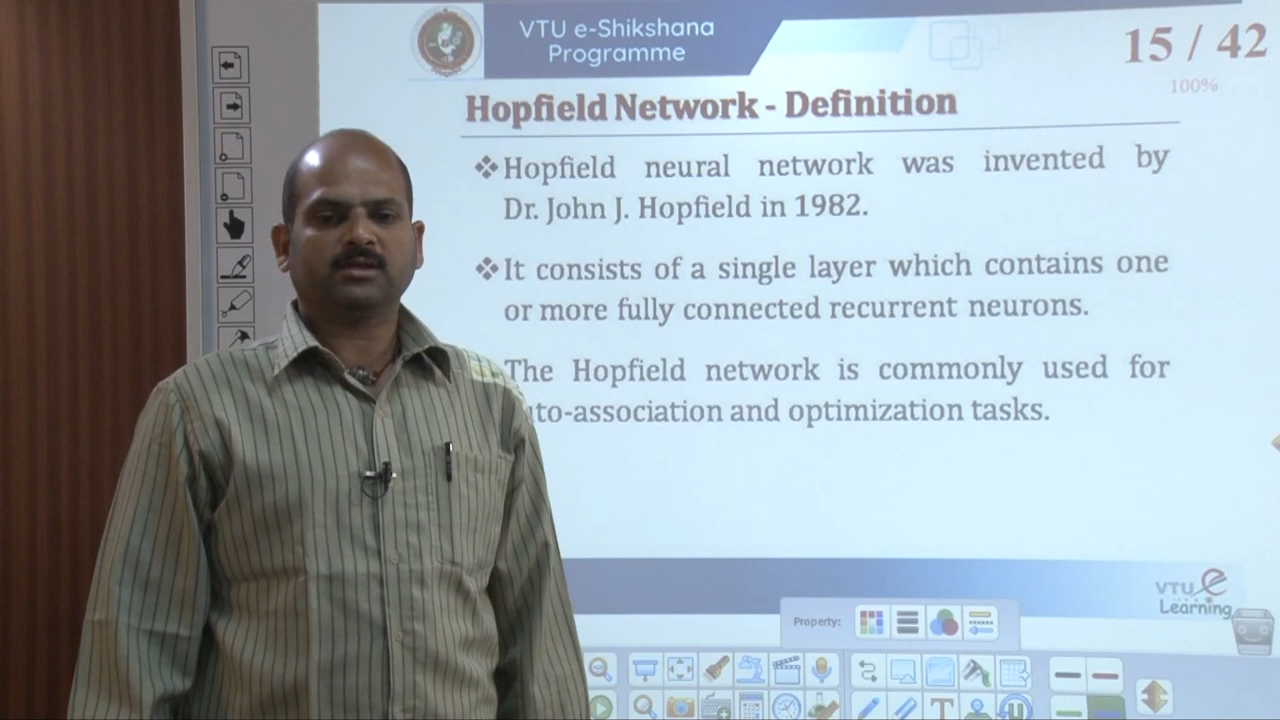 VTU e-Shikshana
Programme
15 / 42
100%
Hopfield Network - Definition
❖Hopfield neural network was invented by
Dr. John J. Hopfield in 1982.
❖It consists of a single layer which contains one
or more fully connected recurrent neurons.
The Hopfield network is commonly used for
uto-association and optimization tasks.
VTU e
Learning
Property: